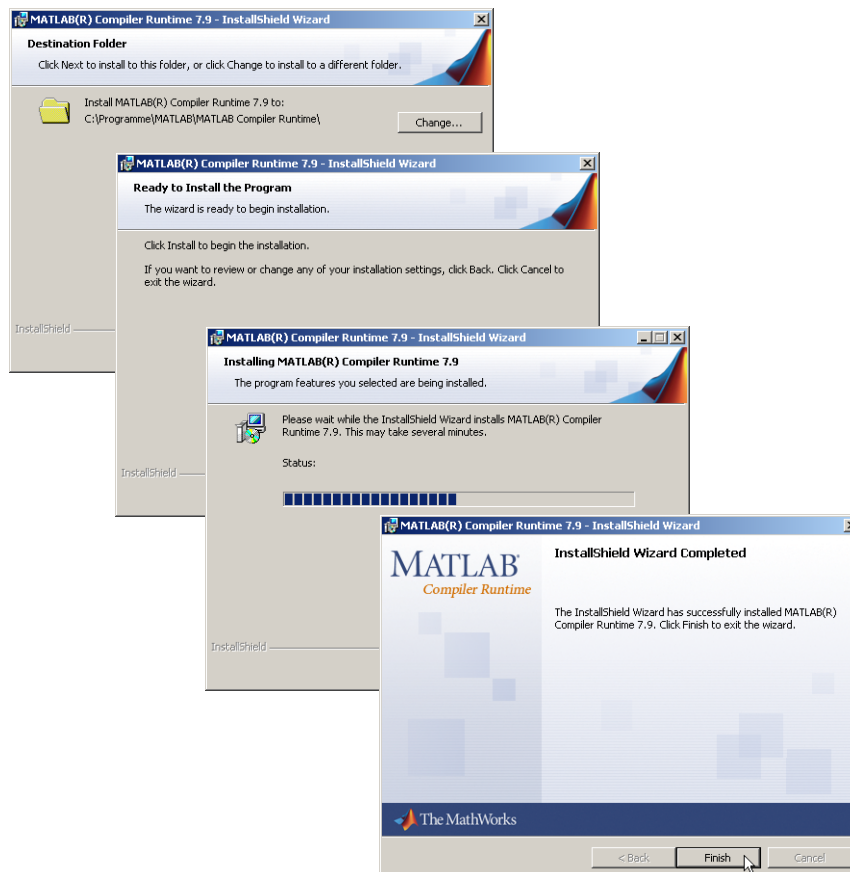 MATLAB(R) Compiler Runtime 7.9 - InstallShield Wizard
Destination Folder
Click Next to install to this folder, or click Change to install to a different folder.
Install MATLAB(R) Compiler Runtime 7.9 to:
C:\Programme\MATLAB\MATLAB Compiler Runtime\
Change...
InstallShield
MATLAB(R) Compiler Runtime 7.9 - InstallShield Wizard
Ready to Install the Program
The wizard is ready to begin installation.
Click Install to begin the installation.
If you want to review or change any of your installation settings, click Back. Click Cancel to
exit the wizard.
InstallShield
MATLAB(R) Compiler Runtime 7.9 - InstallShield Wizard
Installing MATLAB(R) Compiler Runtime 7.9
The program features you selected are being installed.
Please wait while the InstallShield Wizard installs MATLAB(R) Compiler
Runtime 7.9. This may take several minutes.
Status:
InstallShield
MATLAB(R) Compiler Runtime 7.9 - InstallShield Wizard
MATLAB®
Compiler Runtime
InstallShield Wizard Completed
The InstallShield Wizard has successfully installed MATLAB(R)
Compiler Runtime 7.9. Click Finish to exit the wizard.
The MathWorks
< Back
Finish
Cancel